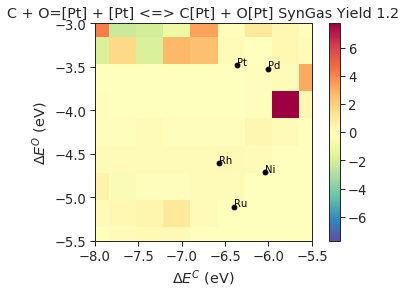 C + O=[Pt] + [Pt] <=> C[Pt] + O[Pt] SynGas Yield 1.2
ΔE^O (eV)
−3.0
−3.5
−4.0
−4.5
−5.0
−5.5
Pt
Pd
Rh
Ni
Ru
−8.0 −7.5 −7.0 −6.5 −6.0 −5.5
ΔE^C (eV)
6
4
2
0
−2
−4
−6